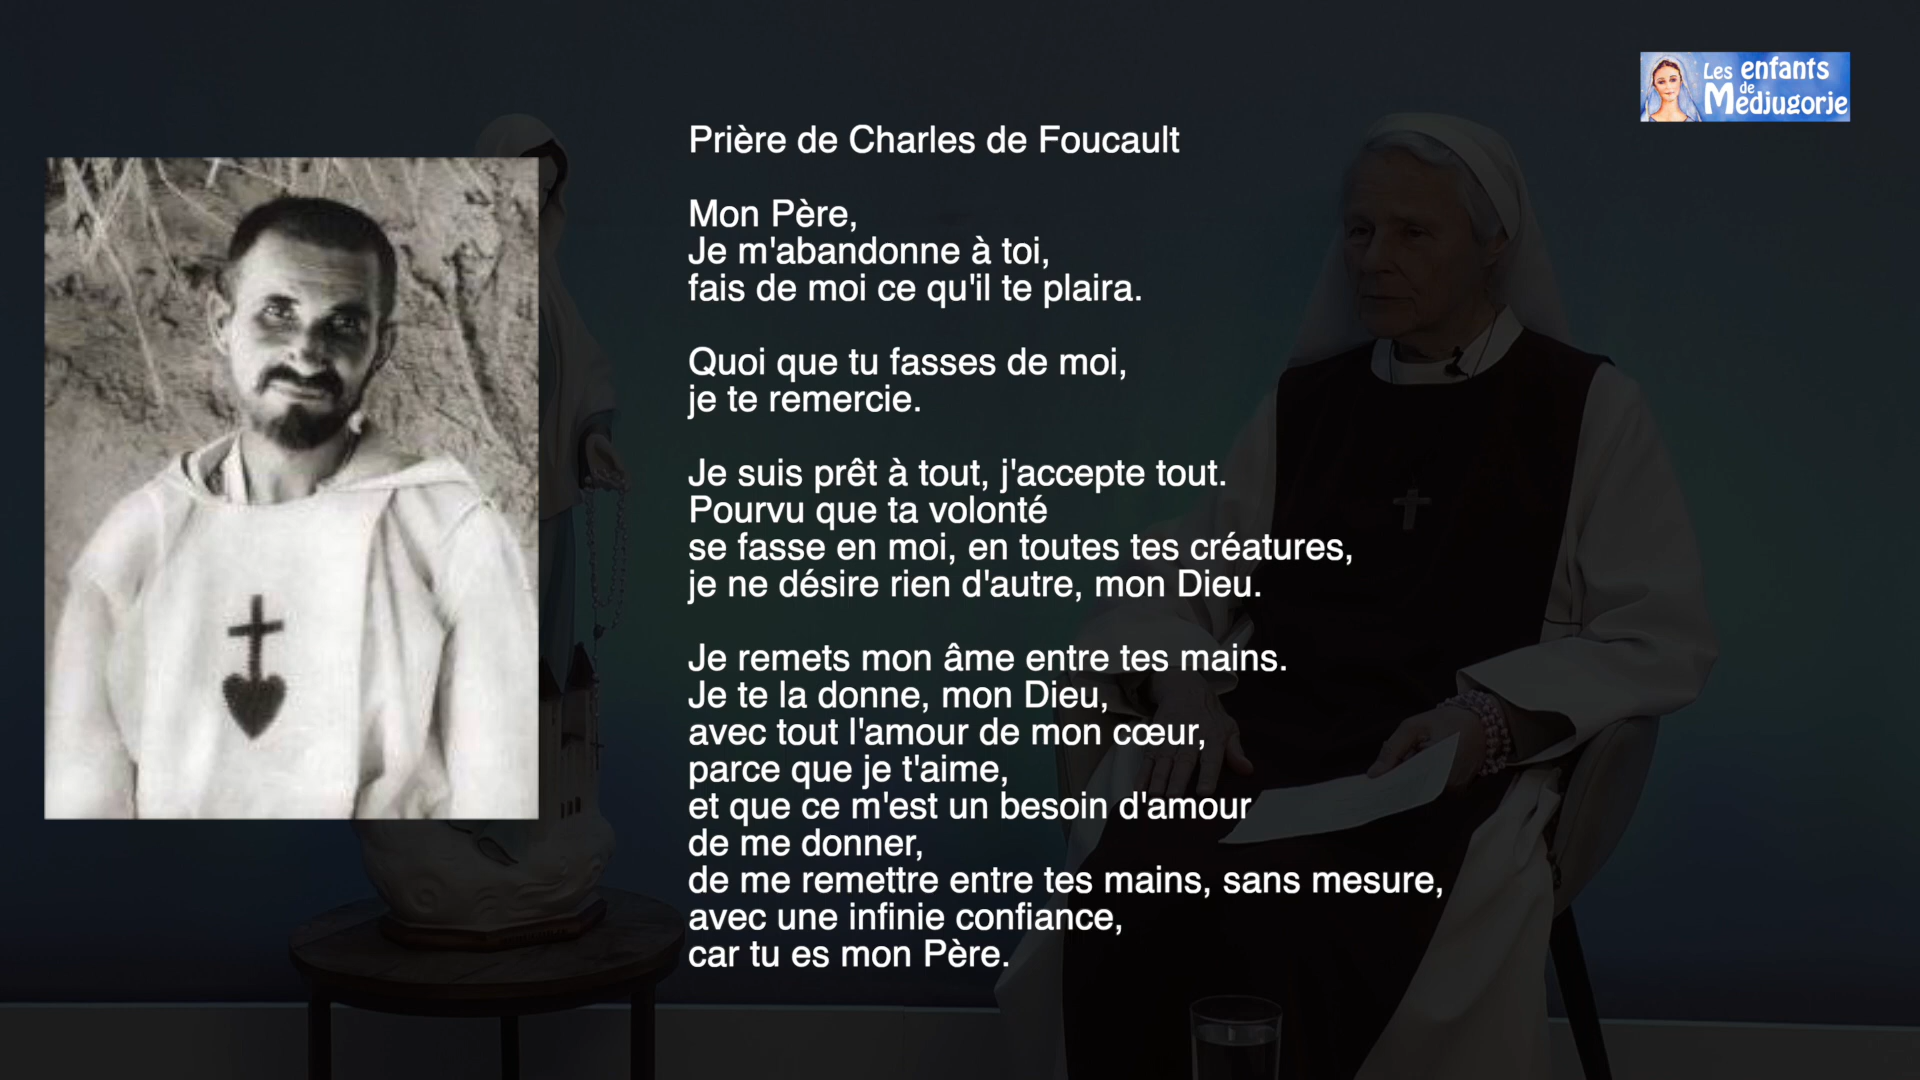 Les enfants
de
Medjugorje
Prière de Charles de Foucault
Mon Père,
Je m'abandonne à toi,
fais de moi ce qu'il te plaira.
Quoi que tu fasses de moi,
je te remercie.
Je suis prêt à tout, j'accepte tout.
Pourvu que ta volonté
se fasse en moi, en toutes tes créatures,
je ne désire rien d'autre, mon Dieu.
Je remets mon âme entre tes mains.
Je te la donne, mon Dieu,
avec tout l'amour de mon cœur,
parce que je t'aime,
et que ce m'est un besoin d'amour
de me donner,
de me remettre entre tes mains, sans mesure,
avec une infinie confiance,
car tu es mon Père.